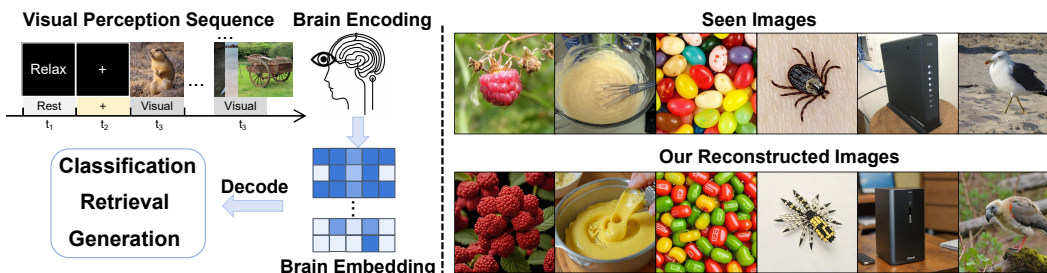 Visual Perception Sequence
Brain Encoding
...
Relax
+
...
Rest
+
Visual
Visual
t₁
t₂
t₃
t₃
Classification
Retrieval
Generation
Decode
Brain Embedding
Seen Images
Our Reconstructed Images